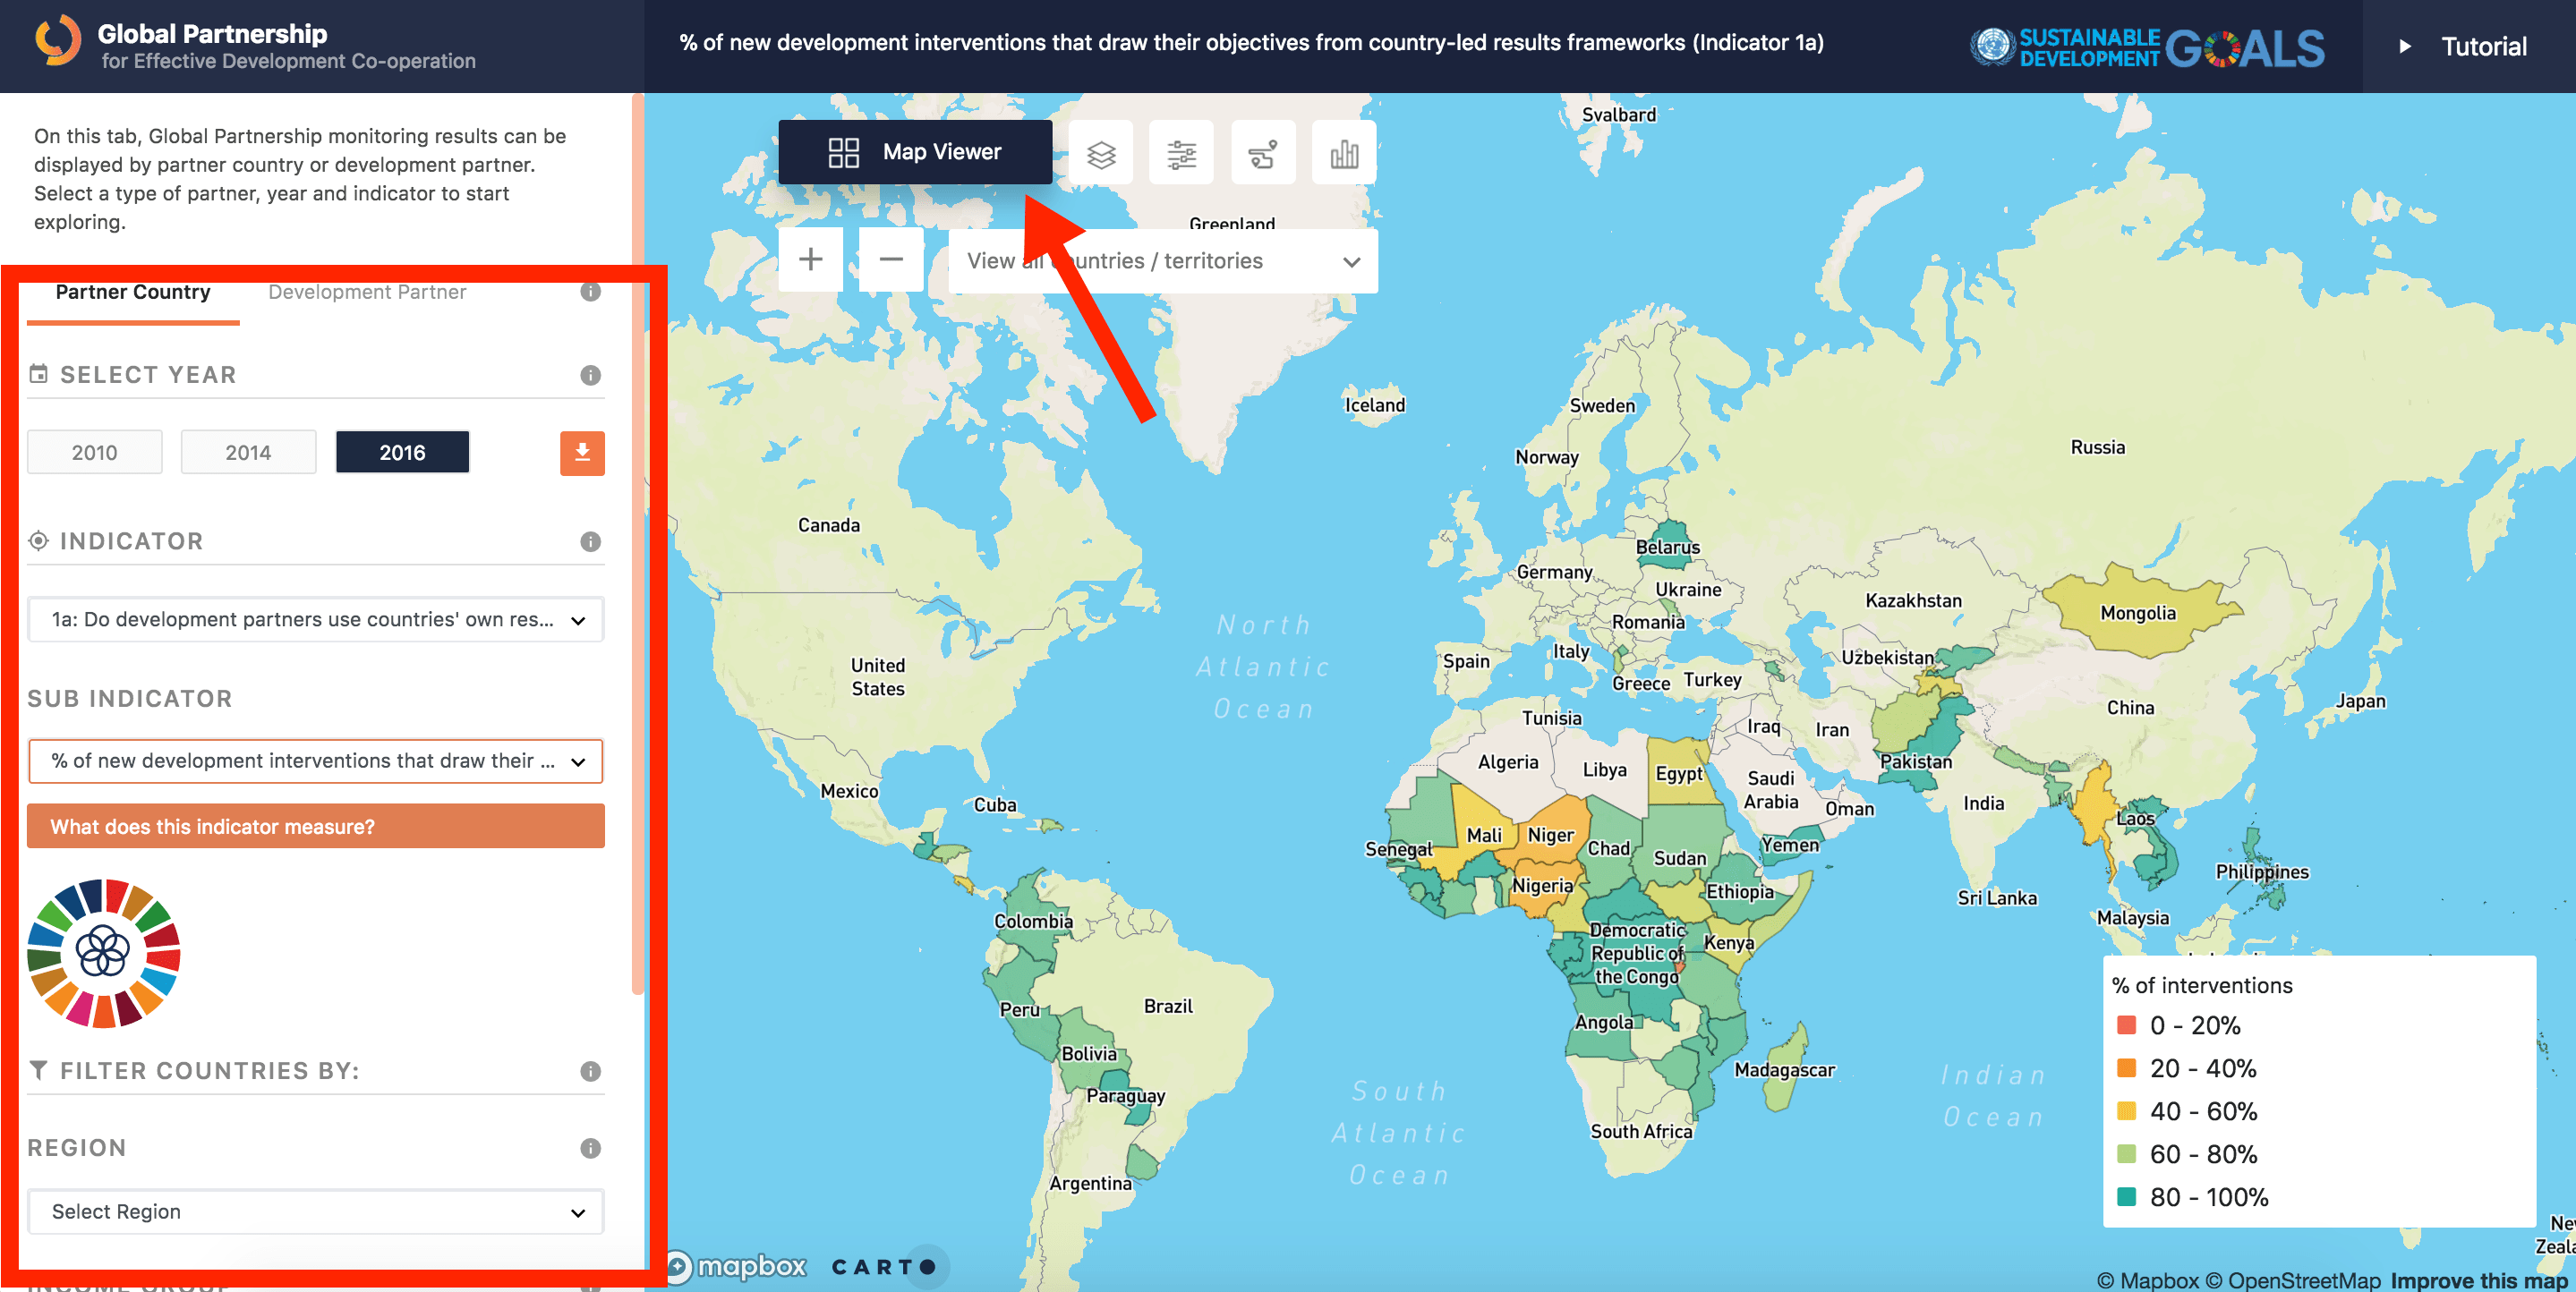 Global Partnership
for Effective Development Co-operation
% of new development interventions that draw their objectives from country-led results frameworks (Indicator 1a)
SUSTAINABLE
DEVELOPMENT
GOALS
Tutorial
On this tab, Global Partnership monitoring results can be
displayed by partner country or development partner.
Select a type of partner, year and indicator to start
exploring.
Partner Country
Development Partner
SELECT YEAR
2010
2014
2016
INDICATOR
1a: Do development partners use countries' own res...
SUB INDICATOR
% of new development interventions that draw their ...
What does this indicator measure?
FILTER COUNTRIES BY:
REGION
Select Region
INCOME GROUP
Map Viewer
View all countries / territories
Svalbard
Greenland
Iceland
Sweden
Norway
Russia
Canada
Belarus
Germany
Ukraine
Kazakhstan
Mongolia
Romania
North
Atlantic
Ocean
Italy
Uzbekistan
Spain
United
States
Greece
Turkey
Japan
China
Tunisia
Iraq
Iran
Algeria
Libya
Egypt
Pakistan
Saudi
Arabia
Mexico
Cuba
India
Oman
Laos
Mali
Niger
Senegal
Chad
Sudan
Yemen
Philippines
Nigeria
Ethiopia
Sri Lanka
Malaysia
Colombia
Democratic
Republic of
the Congo
Kenya
Peru
Brazil
Angola
Bolivia
Madagascar
Paraguay
South
Atlantic
Ocean
Indian
Ocean
South Africa
Argentina
% of interventions
0 - 20%
20 - 40%
40 - 60%
60 - 80%
80 - 100%
mapbox
CARTO
© Mapbox © OpenStreetMap Improve this map